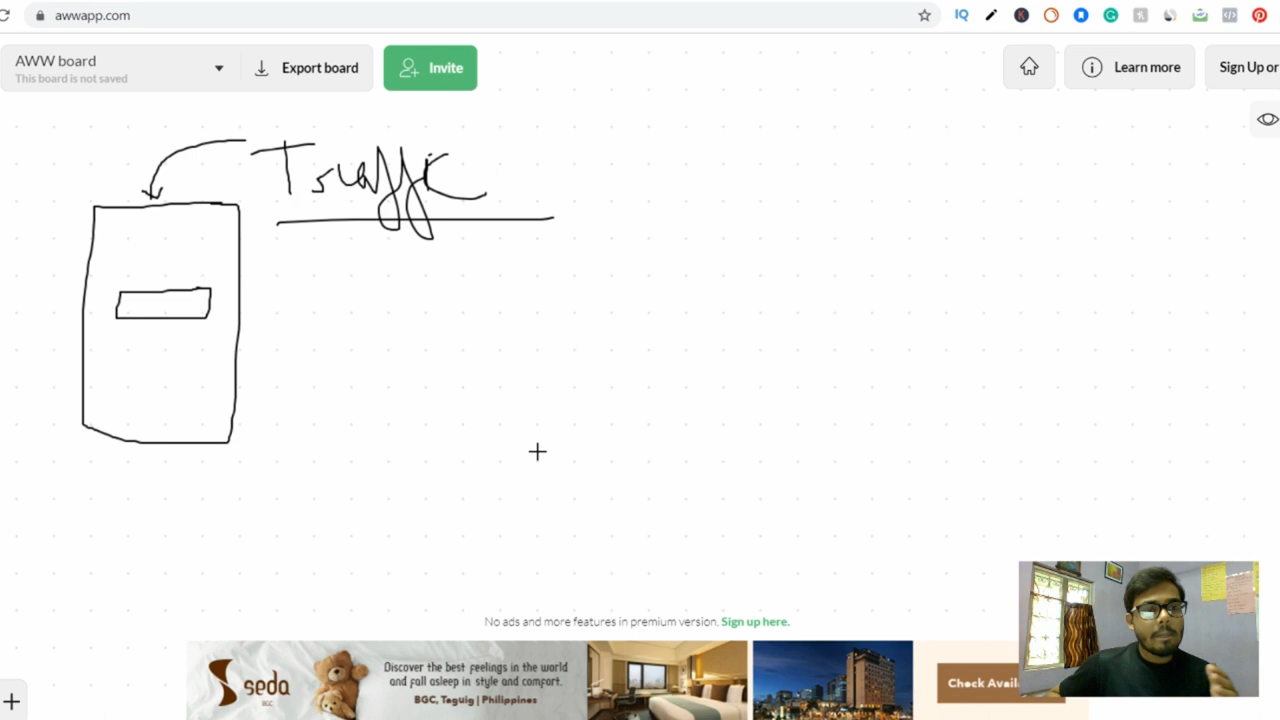 awwapp.com
AWW board
This board is not saved
Export board
Invite
Learn more
Sign Up or
Traffic
No ads and more features in premium version. Sign up here.
seda
BGC
Discover the best feelings in the world
and fall asleep in style and comfort.
BGC, Taguig | Philippines
Check Avail